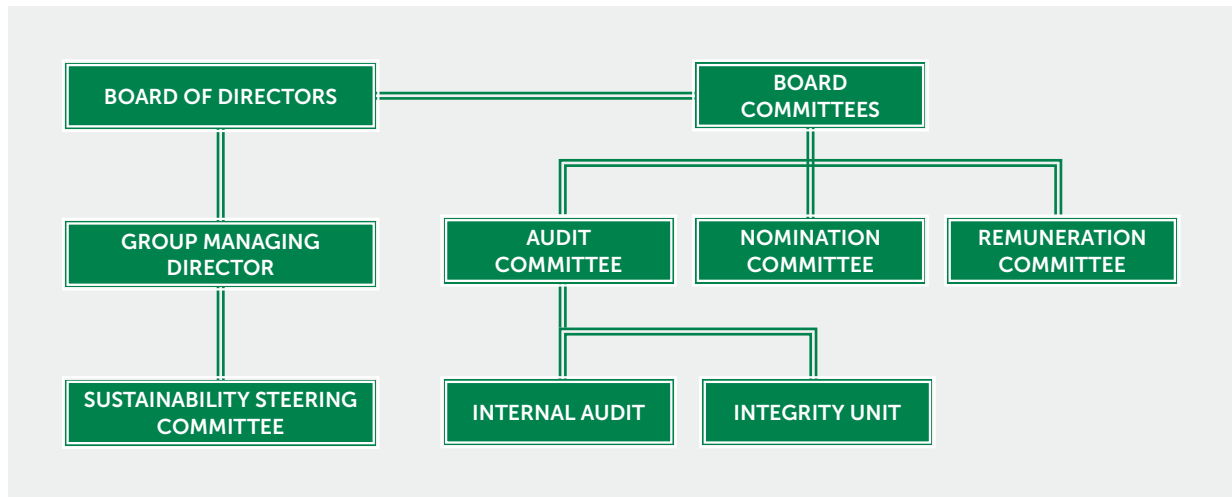 BOARD OF DIRECTORS
BOARD
COMMITTEES
GROUP MANAGING
DIRECTOR
AUDIT
COMMITTEE
NOMINATION
COMMITTEE
REMUNERATION
COMMITTEE
SUSTAINABILITY STEERING
COMMITTEE
INTERNAL AUDIT
INTEGRITY UNIT